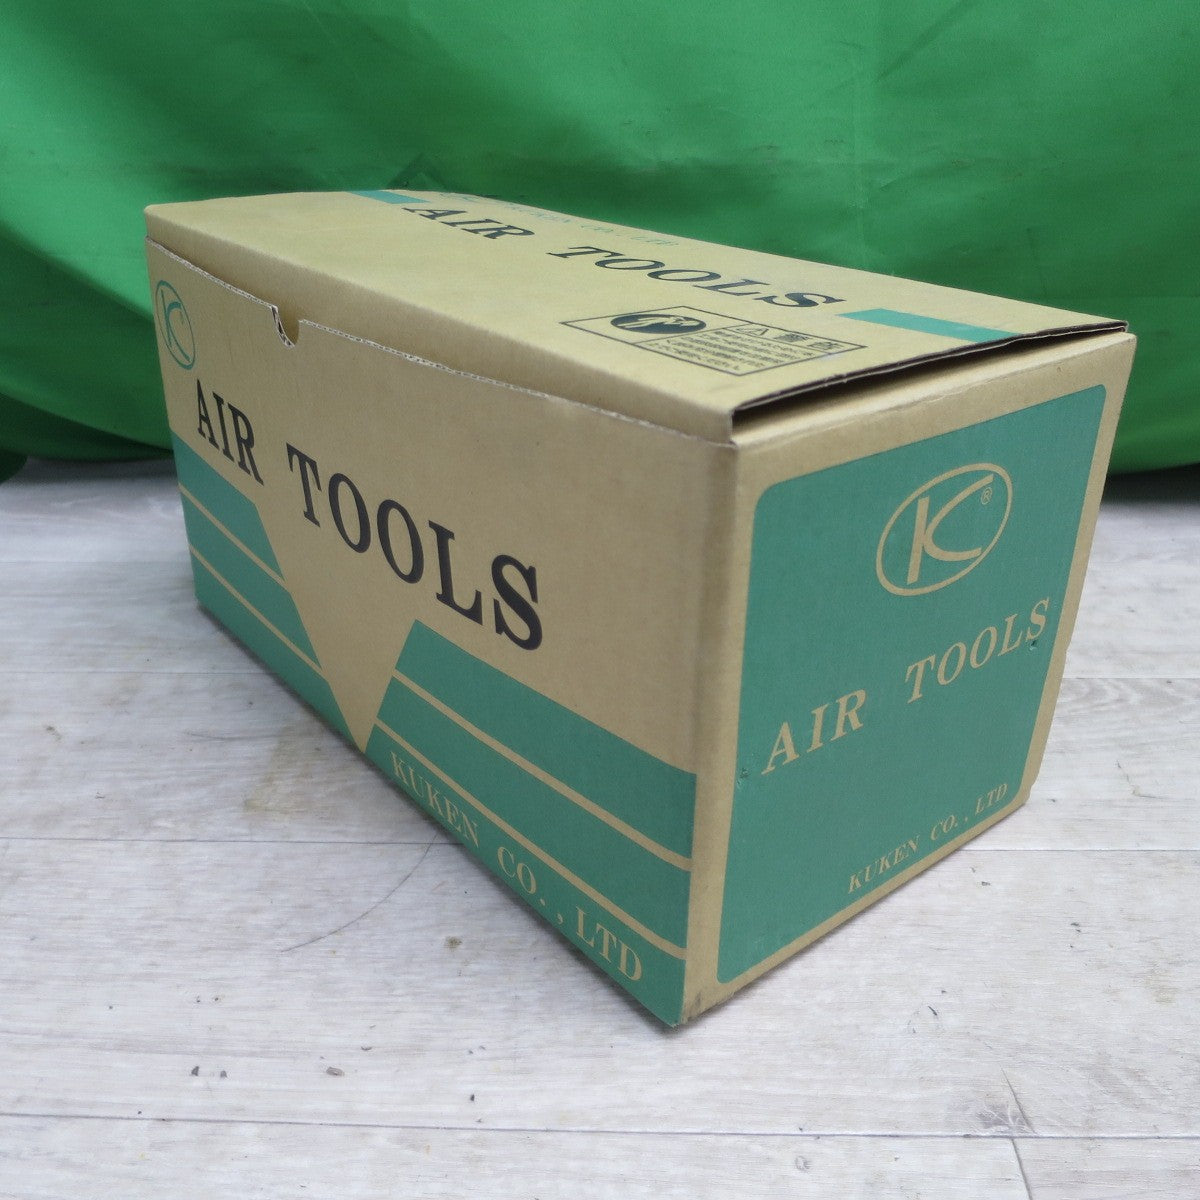 AIR TOOLS
K
AIR TOOLS
KUKEN CO., LTD
K®
AIR TOOLS
KUKEN CO., LTD